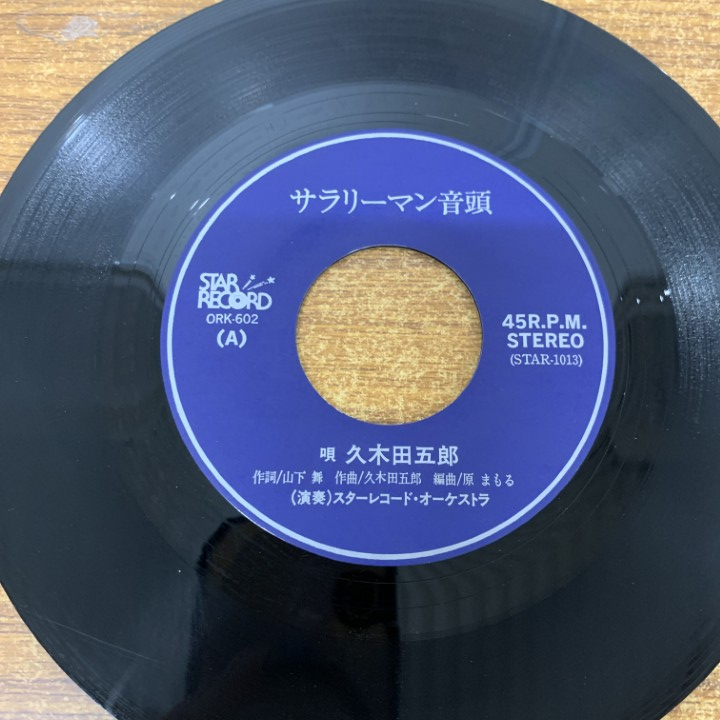 サラリーマン音頭
STAR
RECORD
ORK-602
(A)
45R.P.M.
STEREO
(STAR-1013)
唄 久木田五郎
作詞/山下 舞 作曲/久木田五郎 編曲/原 まもる
(演奏)スターレコード・オーケストラ